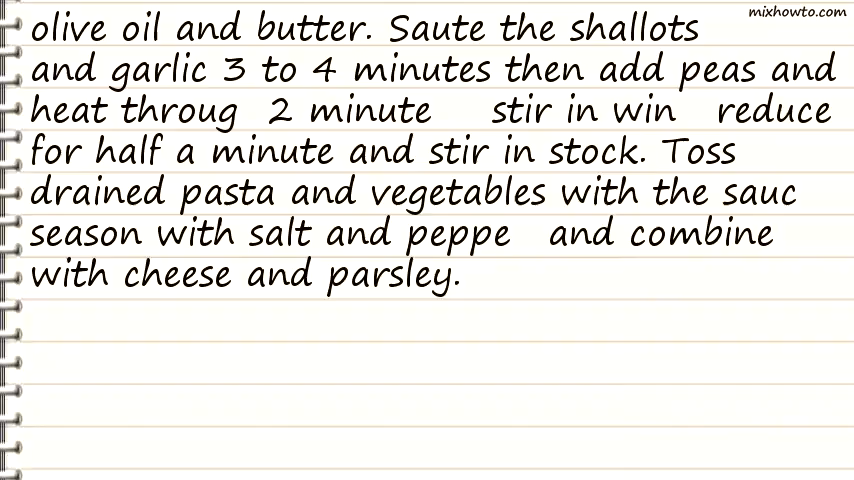 mixhowto.com
olive oil and butter. Saute the shallots
and garlic 3 to 4 minutes then add peas and
heat throug 2 minute stir in win reduce
for half a minute and stir in stock. Toss
drained pasta and vegetables with the sauc
season with salt and peppe and combine
with cheese and parsley.